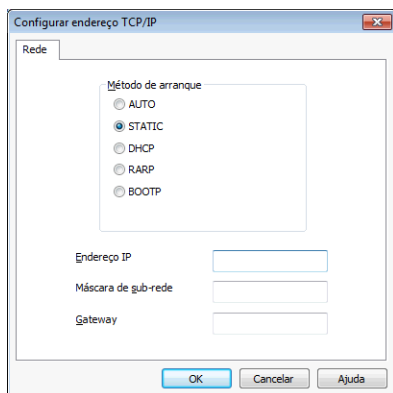 Configurar endereço TCP/IP
Rede
Método de arranque
AUTO
STATIC
DHCP
RARP
BOOTP
Endereço IP
Máscara de sub-rede
Gateway
OK Cancelar Ajuda